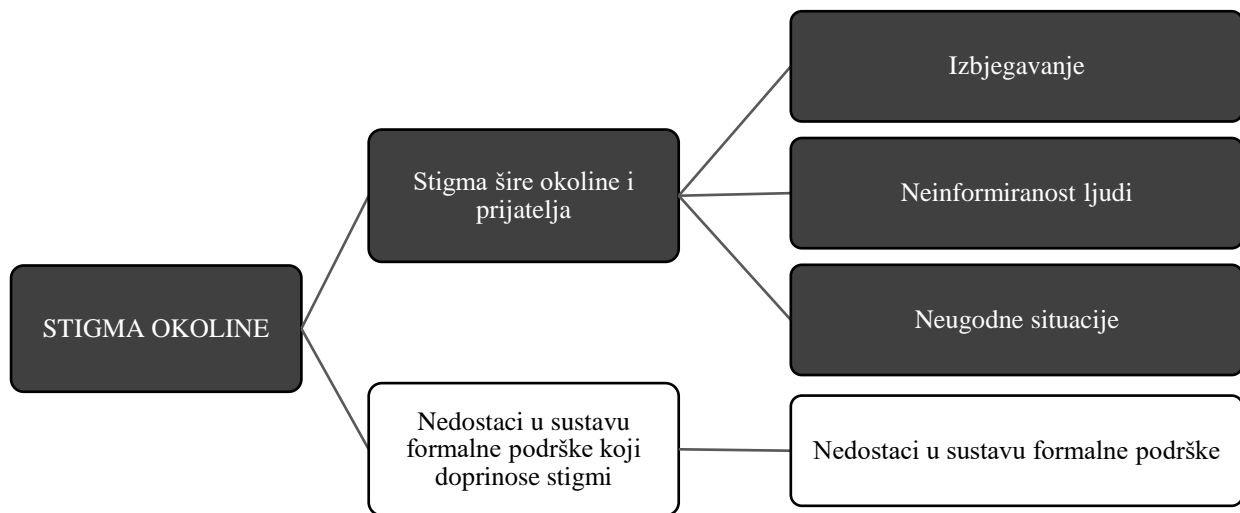 STIGMA OKOLINE
Stigma šire okoline i
prijatelja
Izbjegavanje
Neinformiranost ljudi
Neugodne situacije
Nedostaci u sustavu
formalne podrške koji
doprinose stigmi
Nedostaci u sustavu formalne podrške